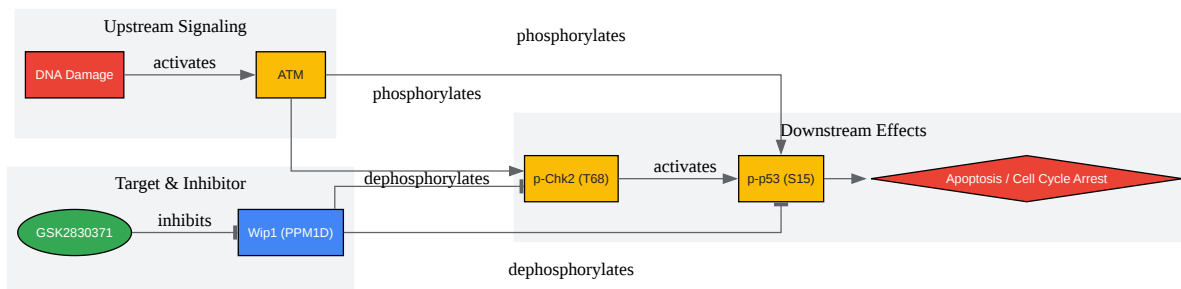 Upstream Signaling
phosphorylates
DNA Damage
activates
ATM
phosphorylates
Downstream Effects
p-Chk2 (T68)
activates
p-p53 (S15)
Apoptosis / Cell Cycle Arrest
Target & Inhibitor
dephosphorylates
GSK2830371
inhibits
Wip1 (PPM1D)
dephosphorylates